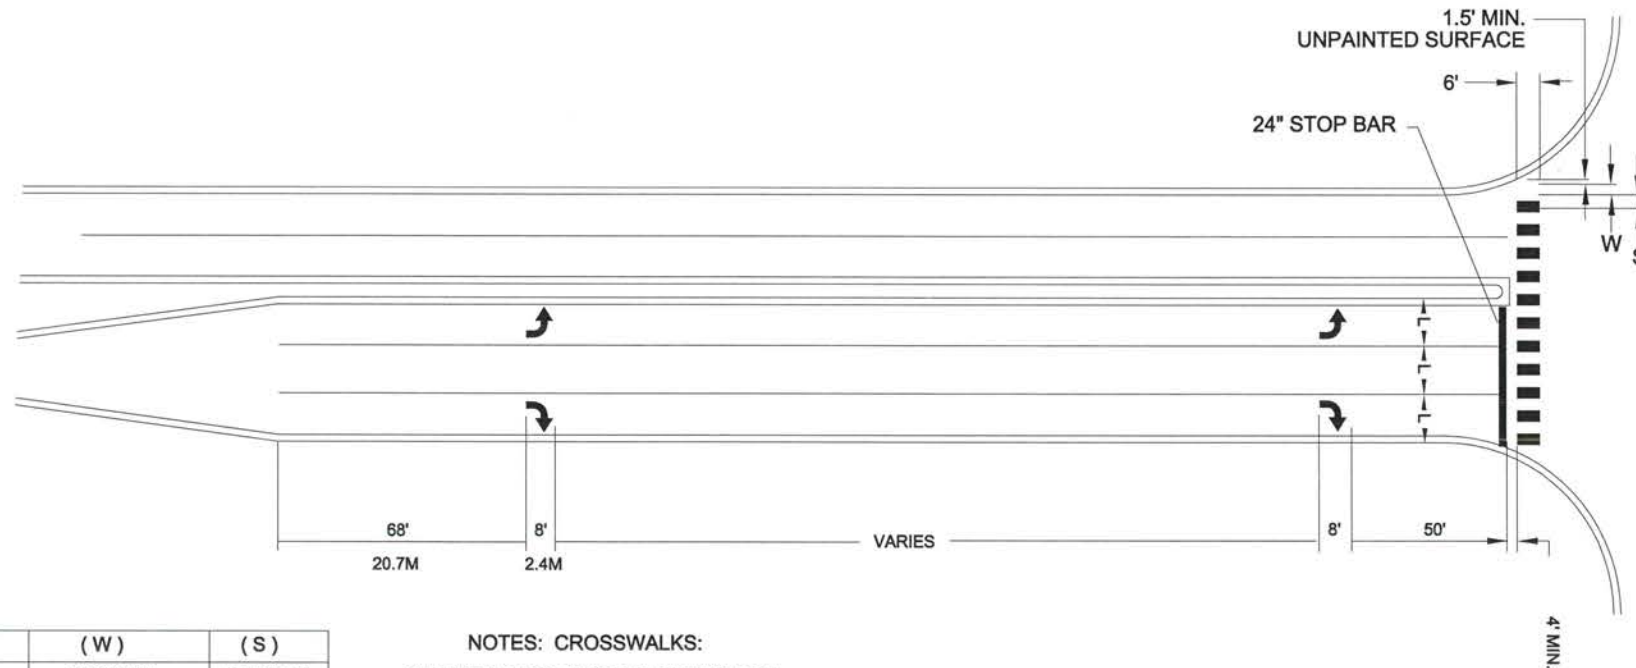 1.5' MIN.
UNPAINTED SURFACE
6'
24" STOP BAR
W
L
L
L
68'
8'
VARIES
8'
50'
20.7M
2.4M
4' MIN.
(W)
(S)
NOTES: CROSSWALKS: